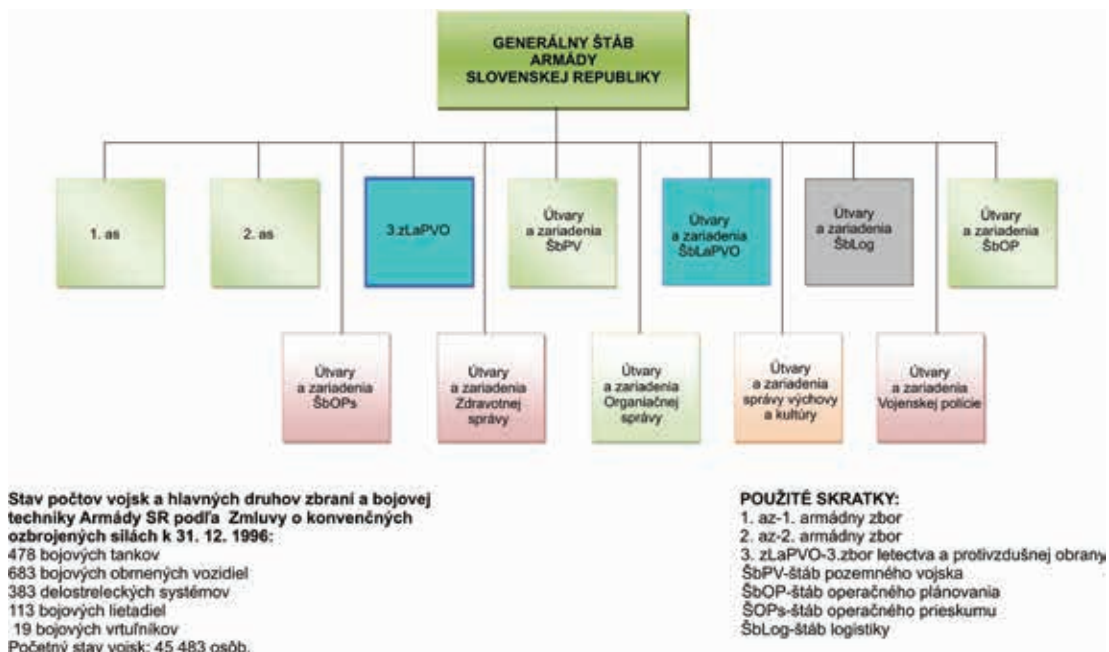 GENERÁLNY ŠTÁB
ARMÁDY
SLOVENSKEJ REPUBLIKY
1. as
2. as
3.zLaPVO
Útvary
a zariadenia
ŠbPV
Útvary
a zariadenia
ŠbLaPVO
Útvary
a zariadenia
ŠbLog
Útvary
a zariadenia
ŠbOP
Útvary
a zariadenia
ŠbOPs
Útvary
a zariadenia
Zdravotnej
správy
Útvary
a zariadenia
Organiačnej
správy
Útvary
a zariadenia
správy výchovy
a kultúry
Útvary
a zariadenia
Vojenskej polície
Stav počtov vojsk a hlavných druhov zbraní a bojovej
techniky Armády SR podľa Zmluvy o konvenčných
ozbrojených silách k 31. 12. 1996:
478 bojových tankov
683 bojových obrnených vozidiel
383 delostreleckých systémov
113 bojových lietadiel
19 bojových vrtuľníkov
Početný stav vojsk: 45 483 osôb.
POUŽITÉ SKRATKY:
1. az-1. armádny zbor
2. az-2. armádny zbor
3. zLaPVO-3.zbor letectva a protivzdušnej obrany
ŠbPV-štáb pozemného vojska
ŠbOP-štáb operačného plánovania
ŠOPs-štáb operačného prieskumu
ŠbLog-štáb logistiky